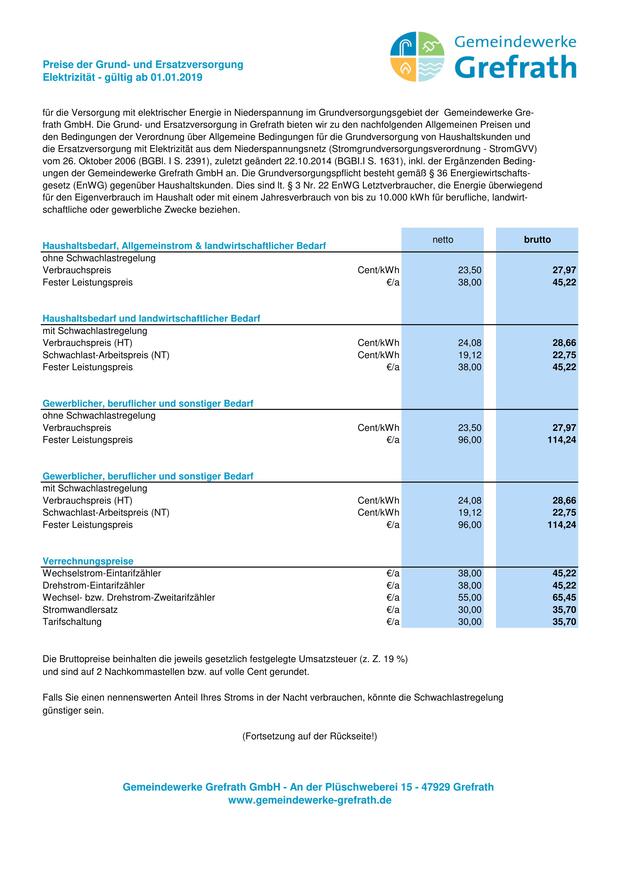 Gemeindewerke
Grefrath
Preise der Grund- und Ersatzversorgung
Elektrizität - gültig ab 01.01.2019
für die Versorgung mit elektrischer Energie in Niederspannung im Grundversorgungsgebiet der Gemeindewerke Gre-
frath GmbH. Die Grund- und Ersatzversorgung in Grefrath bieten wir zu den nachfolgenden Allgemeinen Preisen und
den Bedingungen der Verordnung über Allgemeine Bedingungen für die Grundversorgung von Haushaltskunden und
die Ersatzversorgung mit Elektrizität aus dem Niederspannungsnetz (Stromgrundversorgungsverordnung - StromGVV)
vom 26. Oktober 2006 (BGBl. I S. 2391), zuletzt geändert 22.10.2014 (BGBl.I S. 1631), inkl. der Ergänzenden Beding-
ungen der Gemeindewerke Grefrath GmbH an. Die Grundversorgungspflicht besteht gemäß § 36 Energiewirtschafts-
gesetz (EnWG) gegenüber Haushaltskunden. Dies sind lt. § 3 Nr. 22 EnWG Letztverbraucher, die Energie überwiegend
für den Eigenverbrauch im Haushalt oder mit einem Jahresverbrauch von bis zu 10.000 kWh für berufliche, landwirt-
schaftliche oder gewerbliche Zwecke beziehen.
netto brutto
Haushaltsbedarf, Allgemeinstrom & landwirtschaftlicher Bedarf
ohne Schwachlastregelung
Verbrauchspreis Cent/kWh 23,50 27,97
Fester Leistungspreis €/a 38,00 45,22
Haushaltsbedarf und landwirtschaftlicher Bedarf
mit Schwachlastregelung
Verbrauchspreis (HT) Cent/kWh 24,08 28,66
Schwachlast-Arbeitspreis (NT) Cent/kWh 19,12 22,75
Fester Leistungspreis €/a 38,00 45,22
Gewerblicher, beruflicher und sonstiger Bedarf
ohne Schwachlastregelung
Verbrauchspreis Cent/kWh 23,50 27,97
Fester Leistungspreis €/a 96,00 114,24
Gewerblicher, beruflicher und sonstiger Bedarf
mit Schwachlastregelung
Verbrauchspreis (HT) Cent/kWh 24,08 28,66
Schwachlast-Arbeitspreis (NT) Cent/kWh 19,12 22,75
Fester Leistungspreis €/a 96,00 114,24
Verrechnungspreise
Wechselstrom-Eintarifzähler €/a 38,00 45,22
Drehstrom-Eintarifzähler €/a 38,00 45,22
Wechsel- bzw. Drehstrom-Zweitarifzähler €/a 55,00 65,45
Stromwandlersatz €/a 30,00 35,70
Tarifschaltung €/a 30,00 35,70
Die Bruttopreise beinhalten die jeweils gesetzlich festgelegte Umsatzsteuer (z. Z. 19 %)
und sind auf 2 Nachkommastellen bzw. auf volle Cent gerundet.
Falls Sie einen nennenswerten Anteil Ihres Stroms in der Nacht verbrauchen, könnte die Schwachlastregelung
günstiger sein.
(Fortsetzung auf der Rückseite!)
Gemeindewerke Grefrath GmbH - An der Plüschweberei 15 - 47929 Grefrath
www.gemeindewerke-grefrath.de